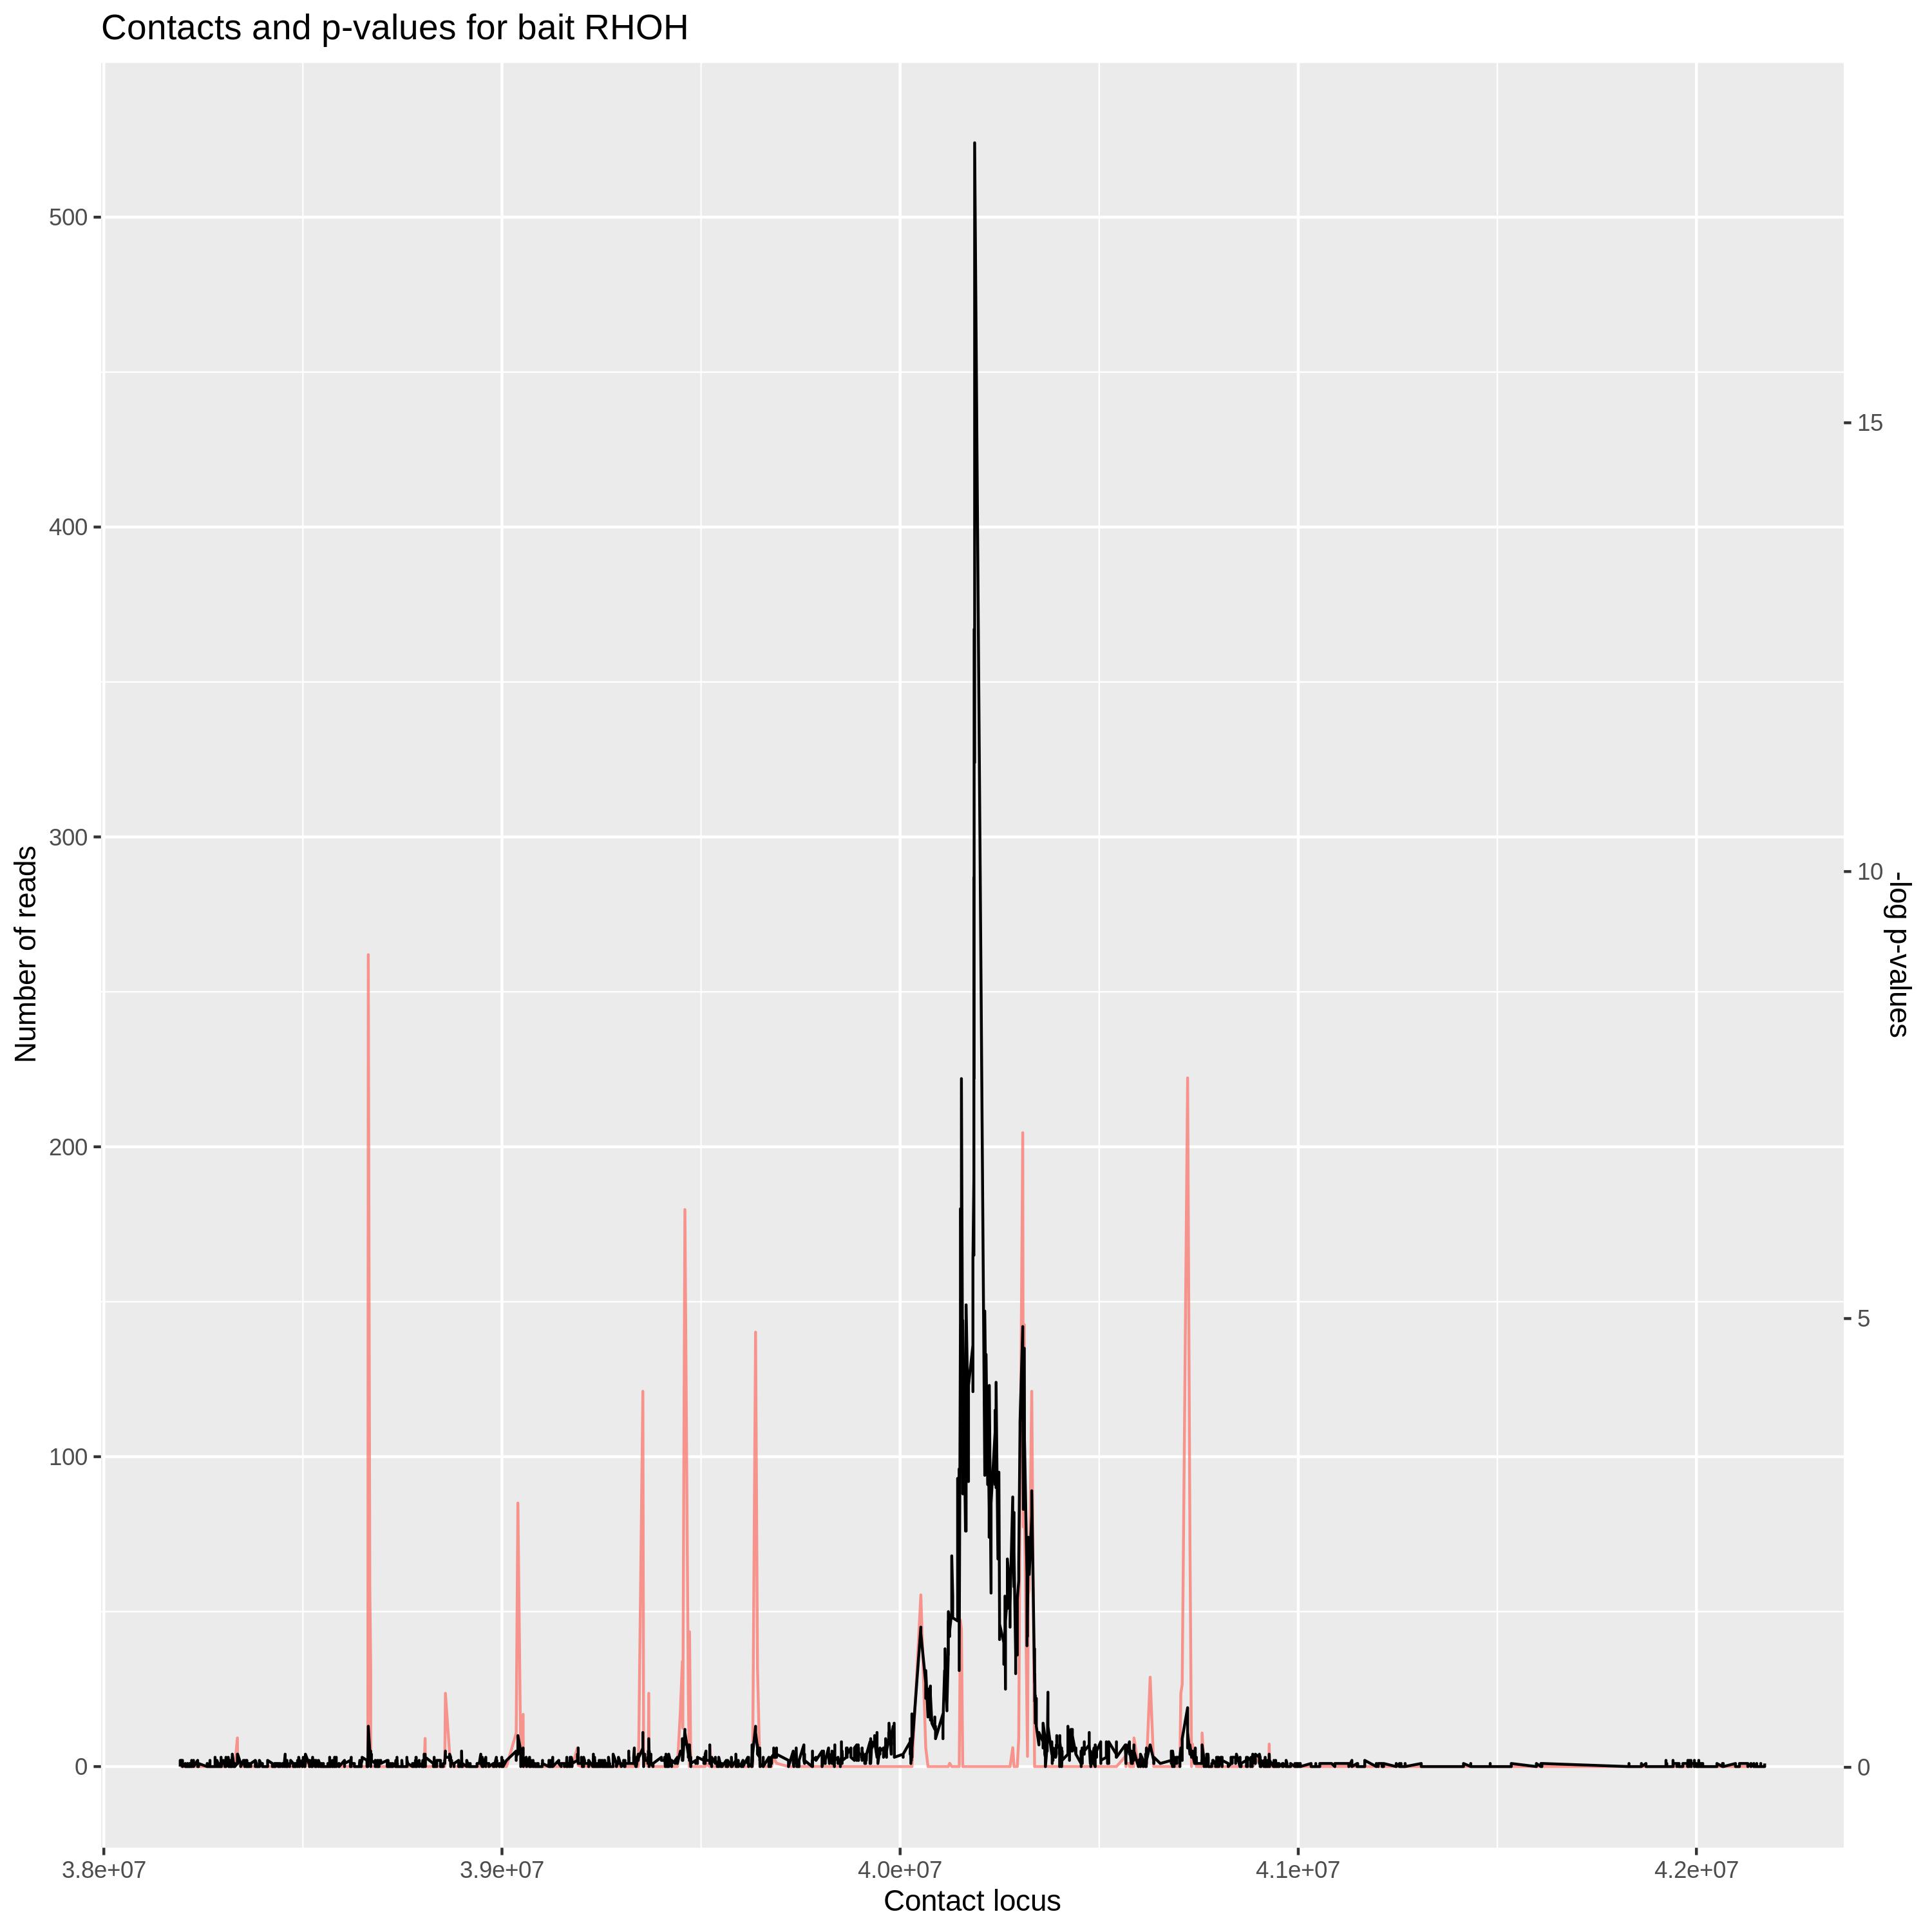 Contacts and p-values for bait RHOH
Number of reads
500
400
300
200
100
0
15
10
5
0
-log p-values
3.8e+07 3.9e+07 4.0e+07 4.1e+07 4.2e+07
Contact locus